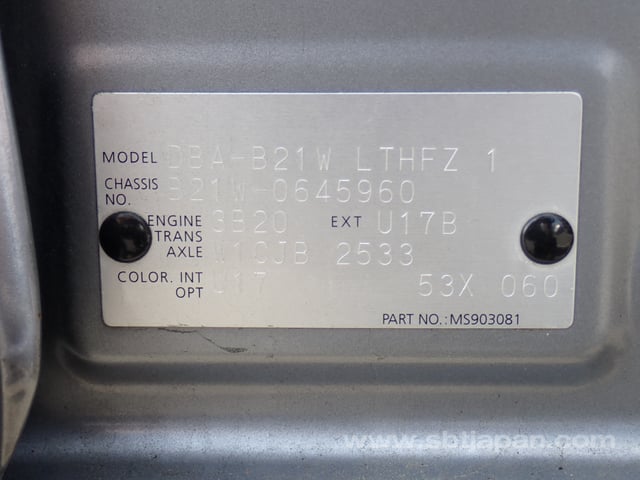 MODEL DBA-B21W LTHFZ 1
CHASSIS NO. B21W-0645960
ENGINE 3B20 EXT U17B
TRANS AXLE W1CJB 2533
COLOR. INT OPT U17 53X 060
PART NO.: MS903081
www.sbtjapan.com